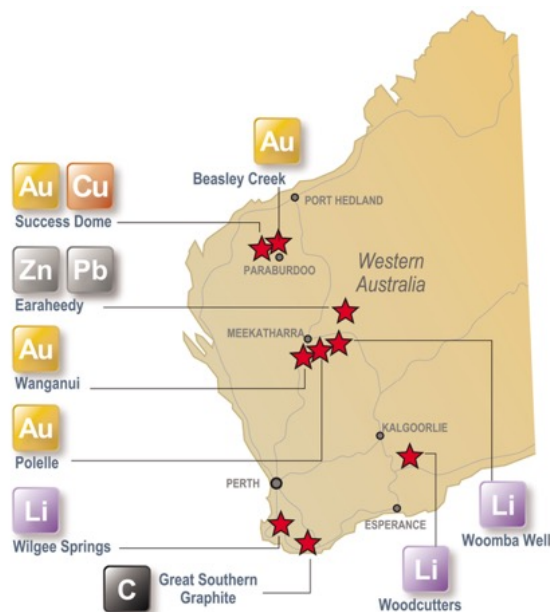 Au
Beasley Creek
Au Cu
Success Dome
PORT HEDLAND
PARABURDOO
Western
Australia
Zn Pb
Earaheedy
MEEKATHARRA
Au
Wanganui
Au
Polelle
KALGOORLIE
PERTH
ESPERANCE
Li
Wilgee Springs
Li
Woomba Well
C
Great Southern
Graphite
Li
Woodcutters